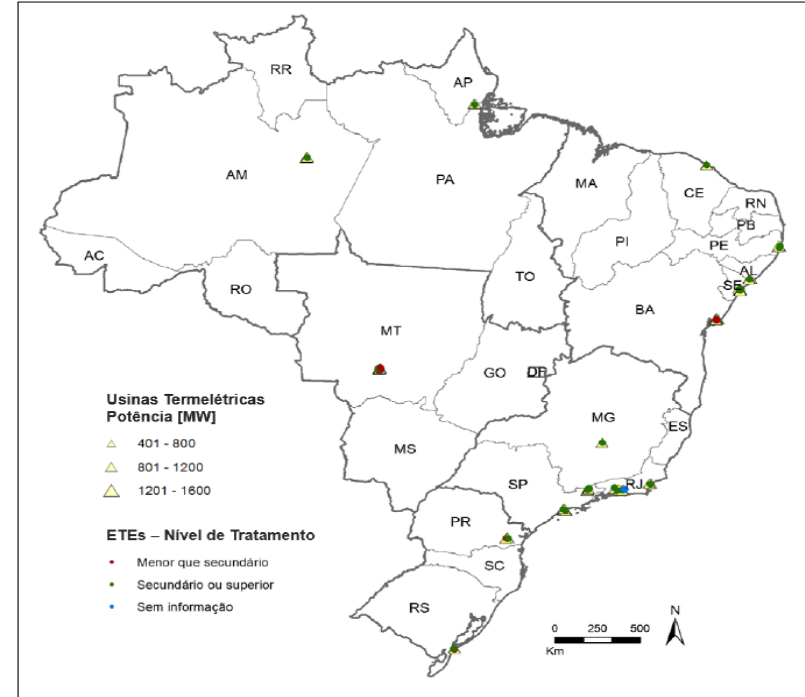 RR
AP
AM
PA
MA
CE
RN
PB
PE
PI
AC
AL
SE
TO
RO
BA
MT
GO
DF
MG
ES
MS
SP
RJ
PR
SC
RS
Usinas Termelétricas
Potência [MW]
401 - 800
801 - 1200
1201 - 1600
ETEs – Nível de Tratamento
Menor que secundário
Secundário ou superior
Sem informação
N
0 250 500
Km